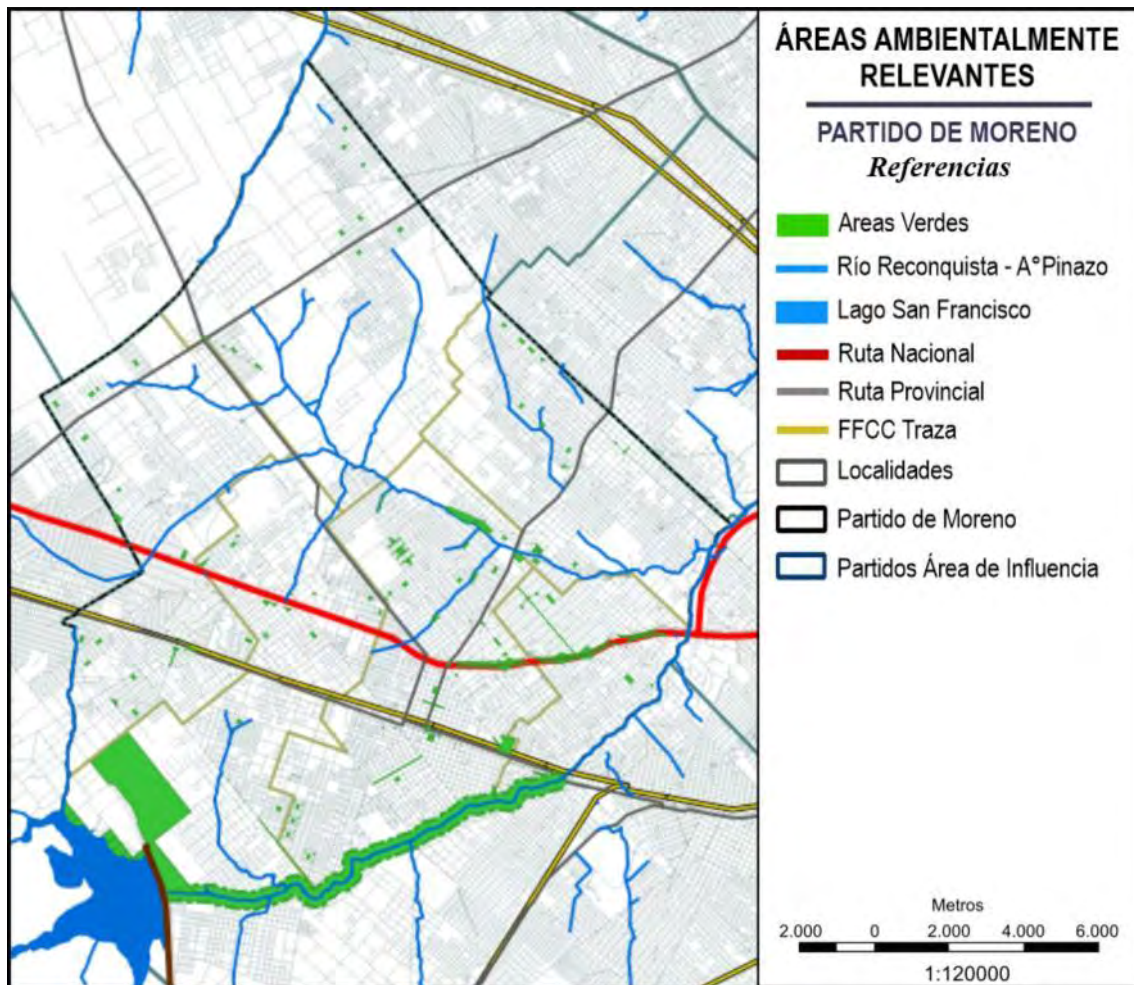 ÁREAS AMBIENTALMENTE
RELEVANTES
PARTIDO DE MORENO
Referencias
Areas Verdes
Río Reconquista - A°Pinazo
Lago San Francisco
Ruta Nacional
Ruta Provincial
FFCC Traza
Localidades
Partido de Moreno
Partidos Área de Influencia
Metros
2.000 0 2.000 4.000 6.000
1:120000